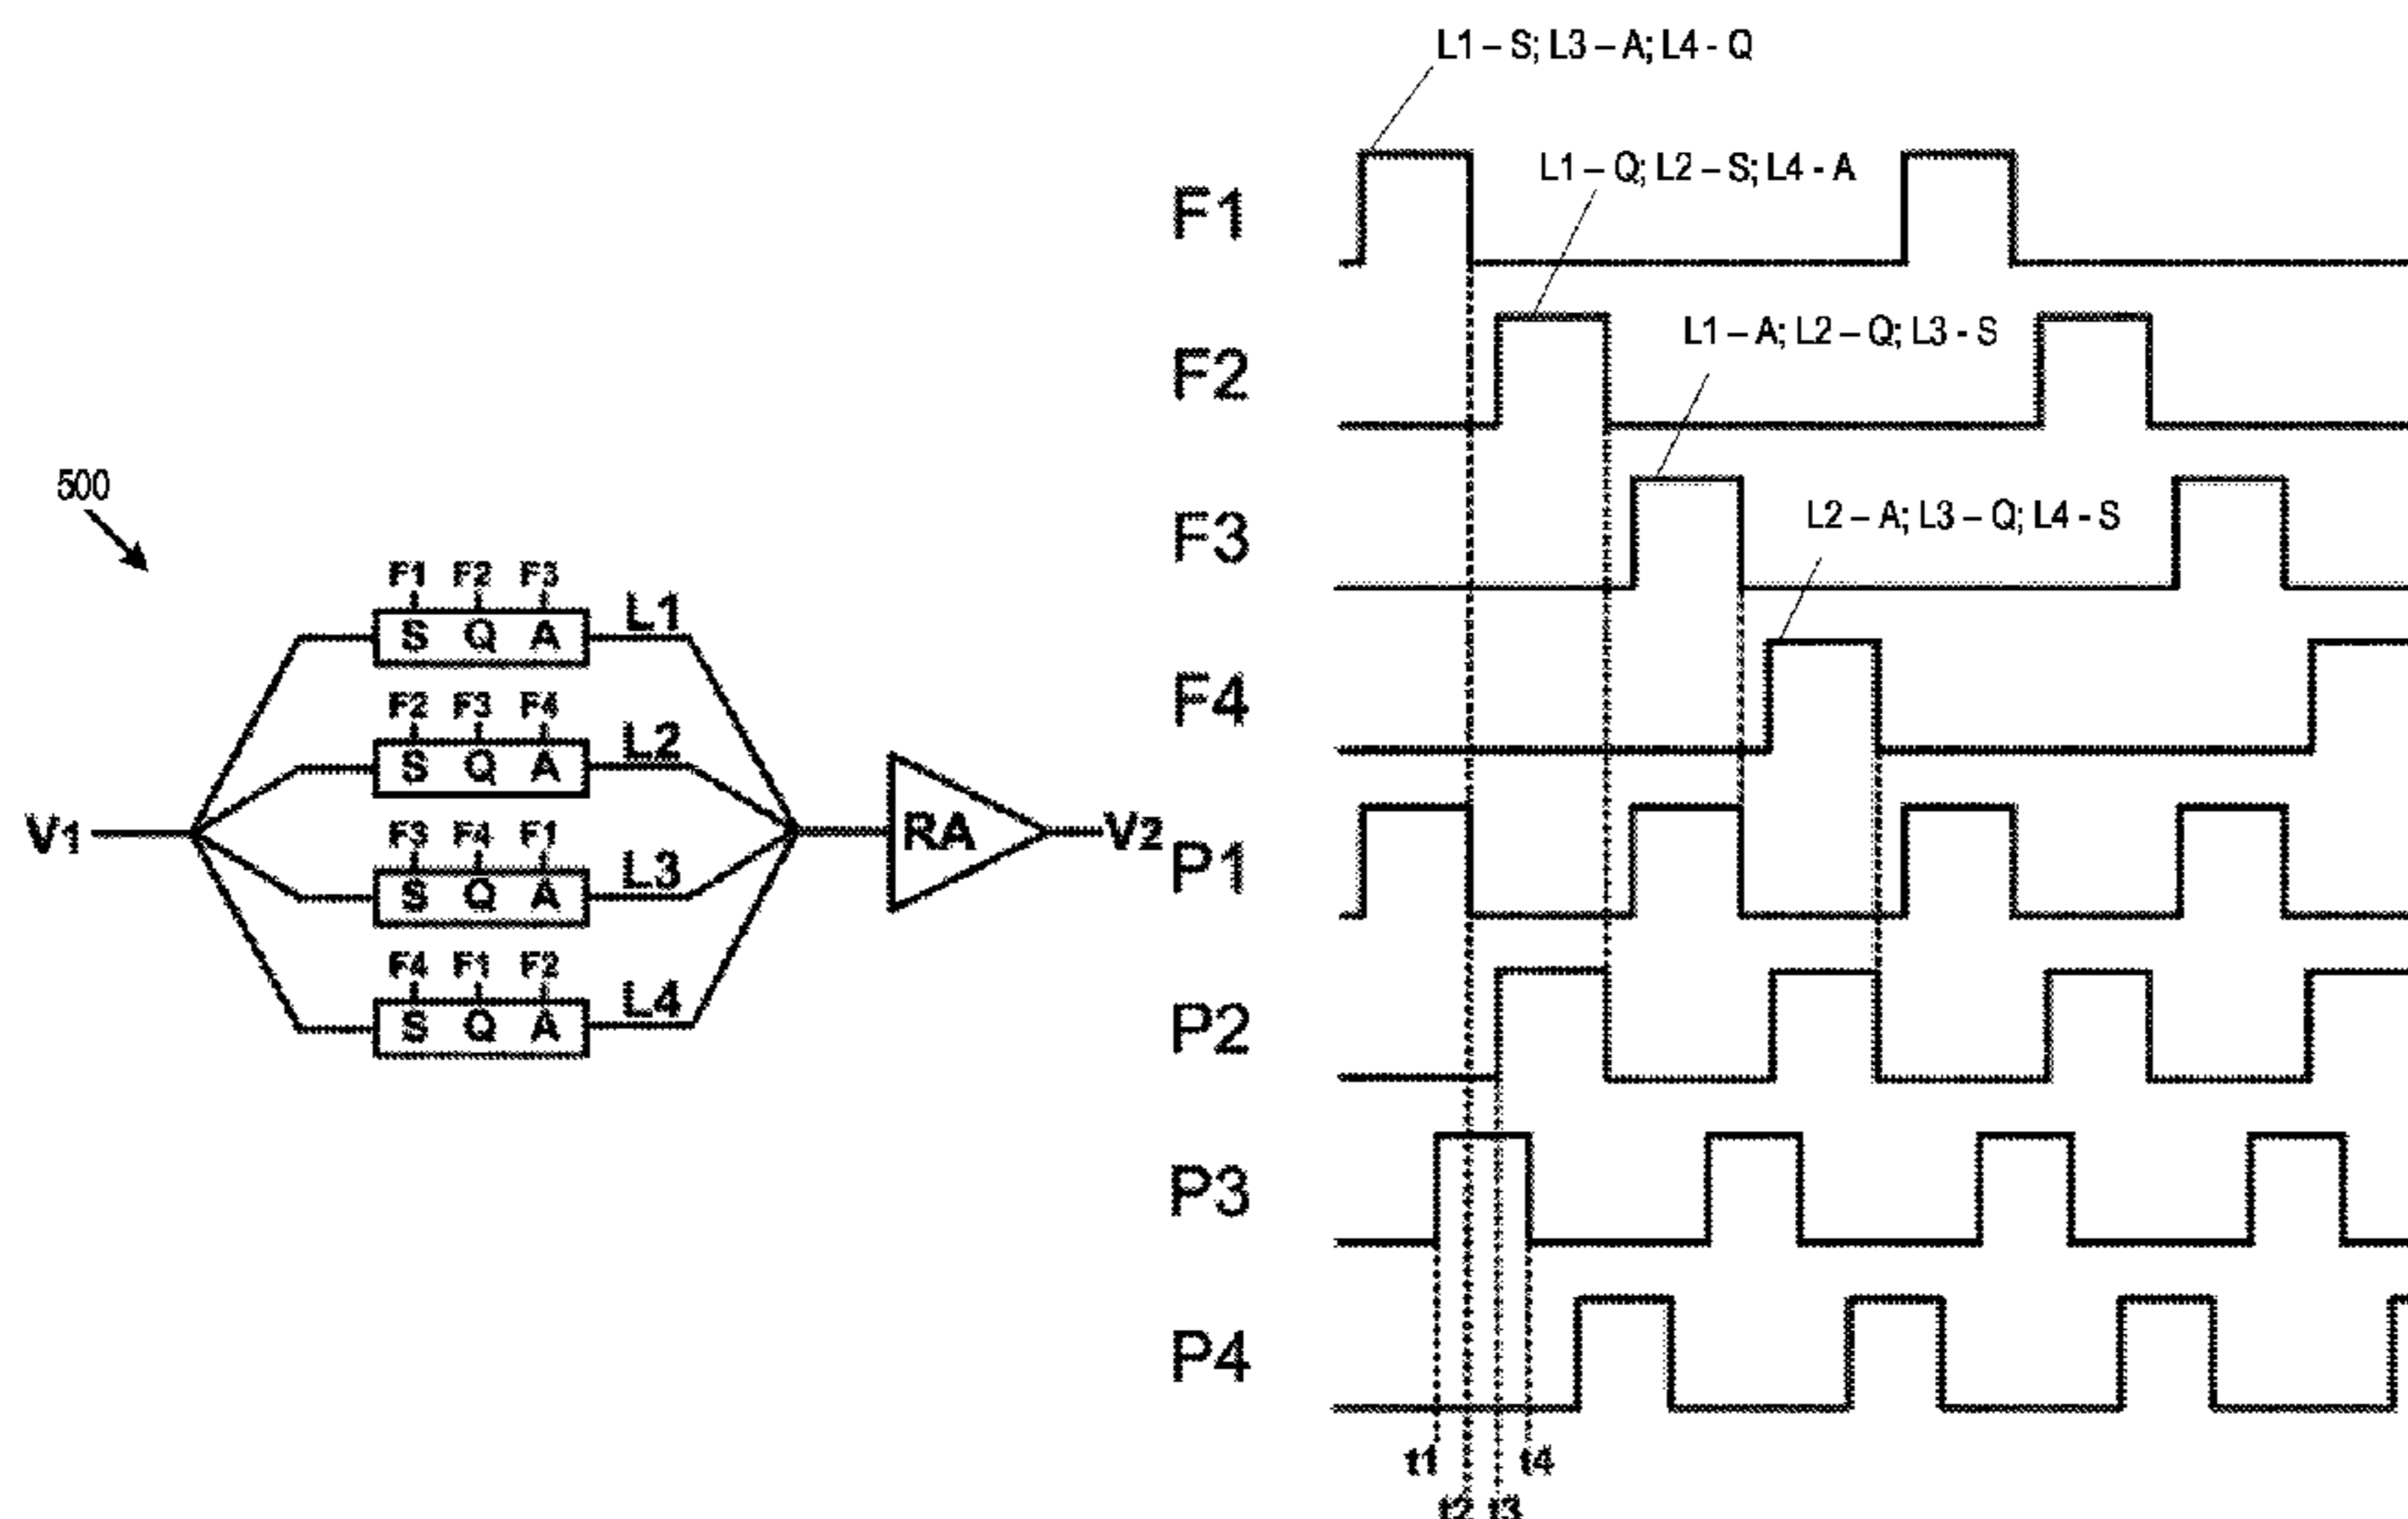 500
F1 F2 F3
S Q A
L1
F2 F3 F4
S Q A
L2
F3 F4 F1
S Q A
L3
F4 F1 F2
S Q A
L4
V1
RA
V2
L1 – S; L3 – A; L4 - Q
F1
L1 – Q; L2 – S; L4 - A
F2
L1 – A; L2 – Q; L3 - S
F3
L2 – A; L3 – Q; L4 - S
F4
P1
P2
P3
P4
t1 t4
t2 t3